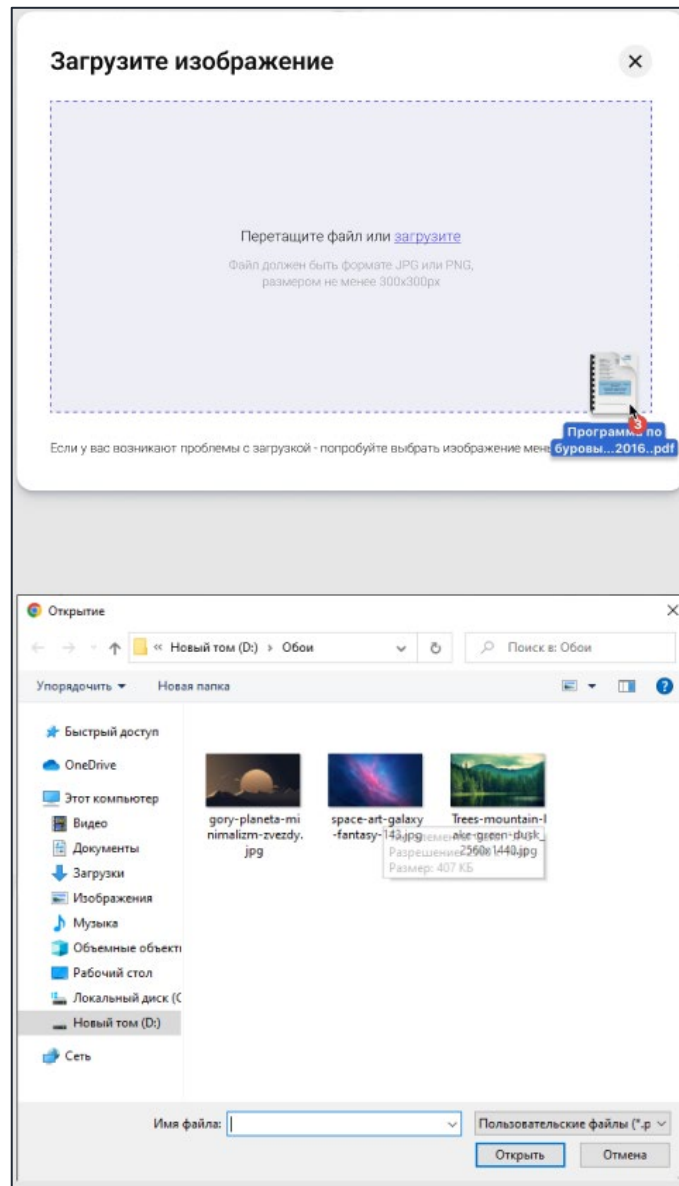 Загрузите изображение
Перетащите файл или загрузите
Файл должен быть формате JPG или PNG,
размером не менее 300x300px
3
Программа по
буровы...2016..pdf
Если у вас возникают проблемы с загрузкой - попробуйте выбрать изображение
Открытие
« Новый том (D:) › Обои
Поиск в: Обои
Упорядочить
Новая папка
Быстрый доступ
OneDrive
Этот компьютер
Видео
Документы
Загрузки
Изображения
Музыка
Объемные объекты
Рабочий стол
Локальный диск (C
Новый том (D:)
Сеть
gory-planeta-mi
nimalizm-zvezdy.
jpg
space-art-galaxy
-fantasy-143.jpg
Trees-mountain-l
ake-green-dusk_
2560x1440.jpg
Разрешение:
Размер: 407 КБ
Имя файла:
Пользовательские файлы (*.p
Открыть
Отмена